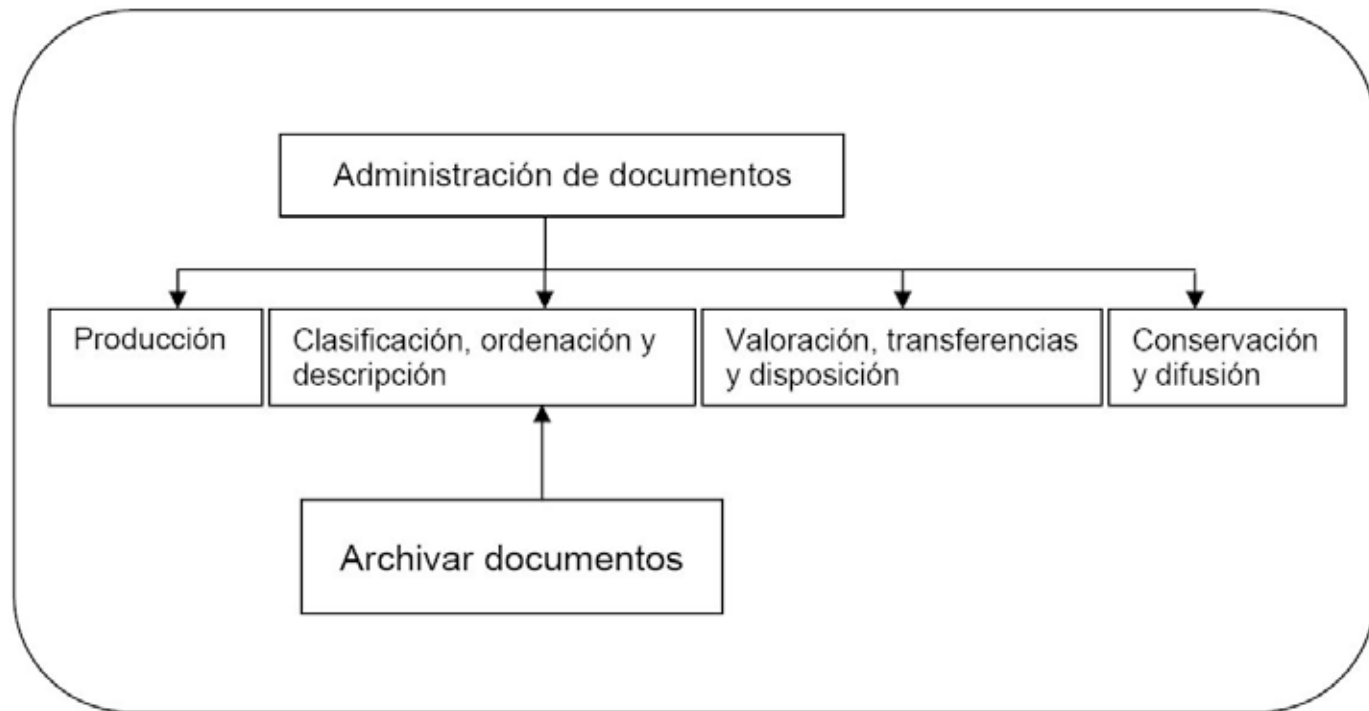 Administración de documentos
Producción
Clasificación, ordenación y
descripción
Valoración, transferencias
y disposición
Conservación
y difusión
Archivar documentos